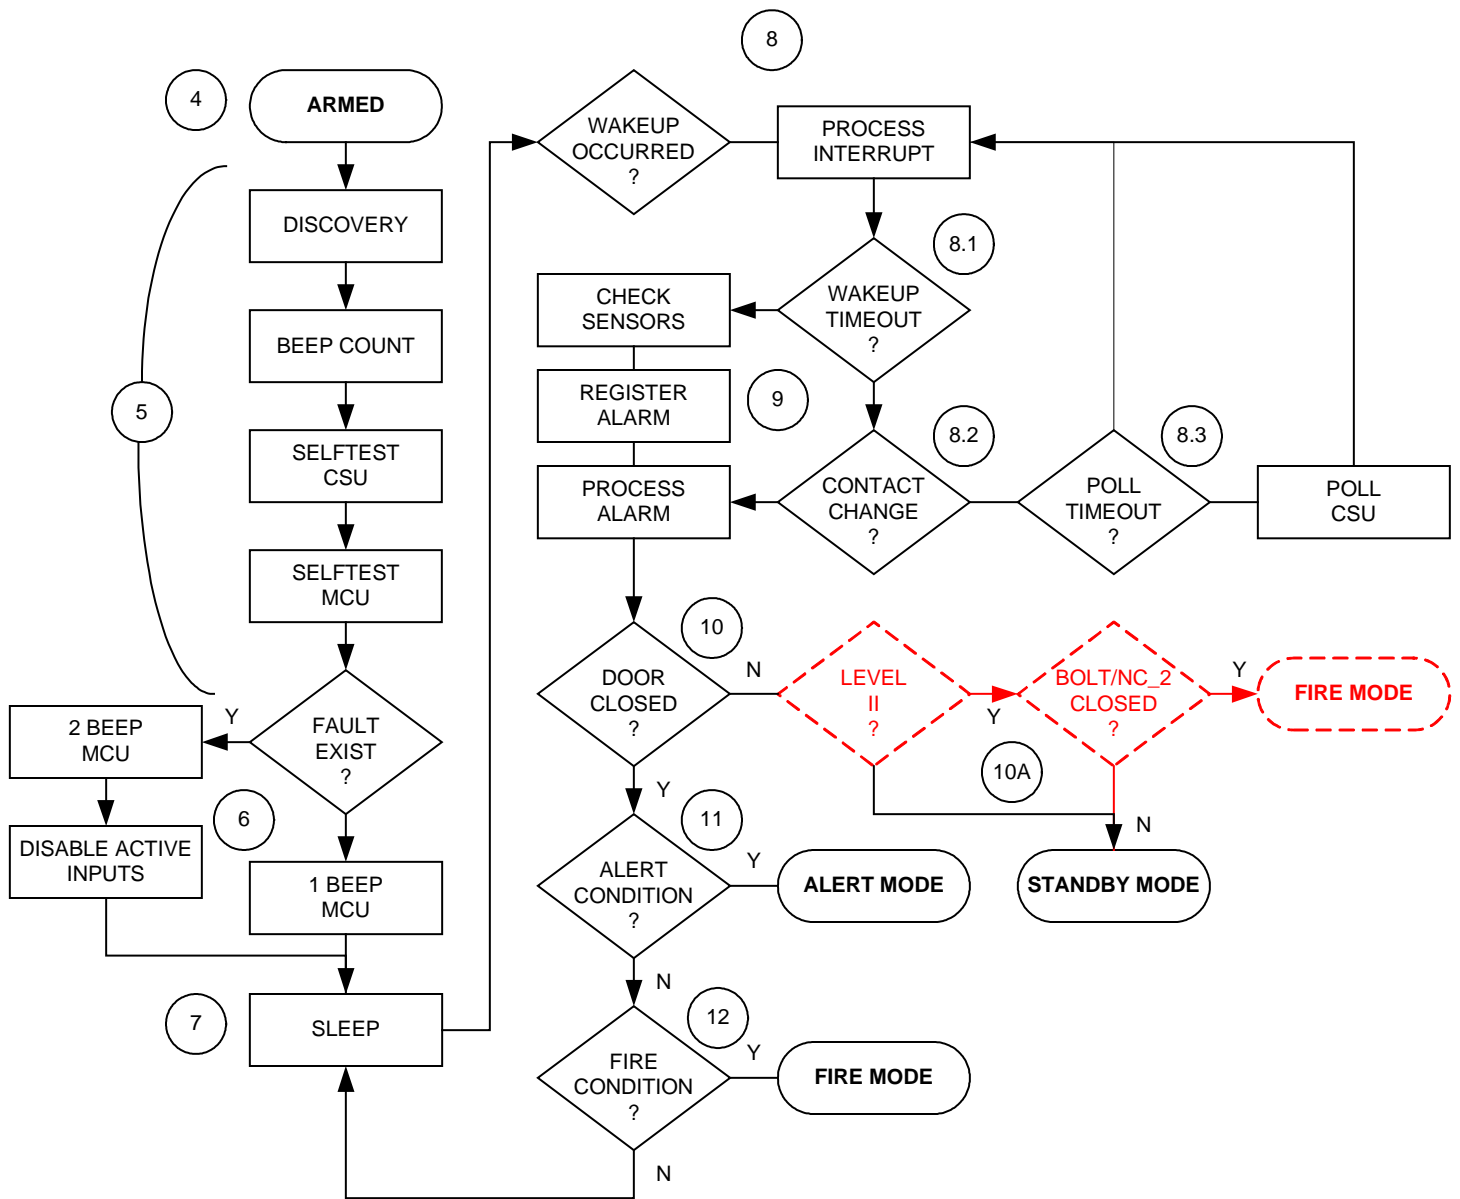 8
4
ARMED
WAKEUP
OCCURRED
?
PROCESS
INTERRUPT
DISCOVERY
8.1
CHECK
SENSORS
WAKEUP
TIMEOUT
?
BEEP COUNT
5
REGISTER
ALARM
9
8.2
8.3
SELFTEST
CSU
PROCESS
ALARM
CONTACT
CHANGE
?
POLL
TIMEOUT
?
POLL
CSU
SELFTEST
MCU
10
DOOR
CLOSED
?
N
LEVEL
II
?
Y
BOLT/NC_2
CLOSED
?
Y
FIRE MODE
10A
2 BEEP
MCU
Y
FAULT
EXIST
?
Y
6
11
N
DISABLE ACTIVE
INPUTS
1 BEEP
MCU
ALERT
CONDITION
?
Y
ALERT MODE
STANDBY MODE
N
7
SLEEP
12
FIRE
CONDITION
?
Y
FIRE MODE
N